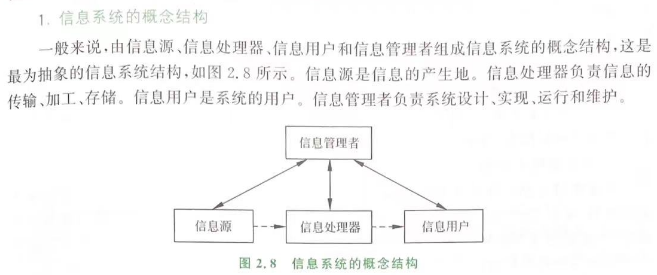 1. 信息系统的概念结构
一般来说,由信息源、信息处理器、信息用户和信息管理者组成信息系统的概念结构,这是
最为抽象的信息系统结构,如图 2.8 所示。信息源是信息的产生地。信息处理器负责信息的
传输、加工、存储。信息用户是系统的用户。信息管理者负责系统设计、实现、运行和维护。
信息管理者
信息源
信息处理器
信息用户
图 2.8 信息系统的概念结构